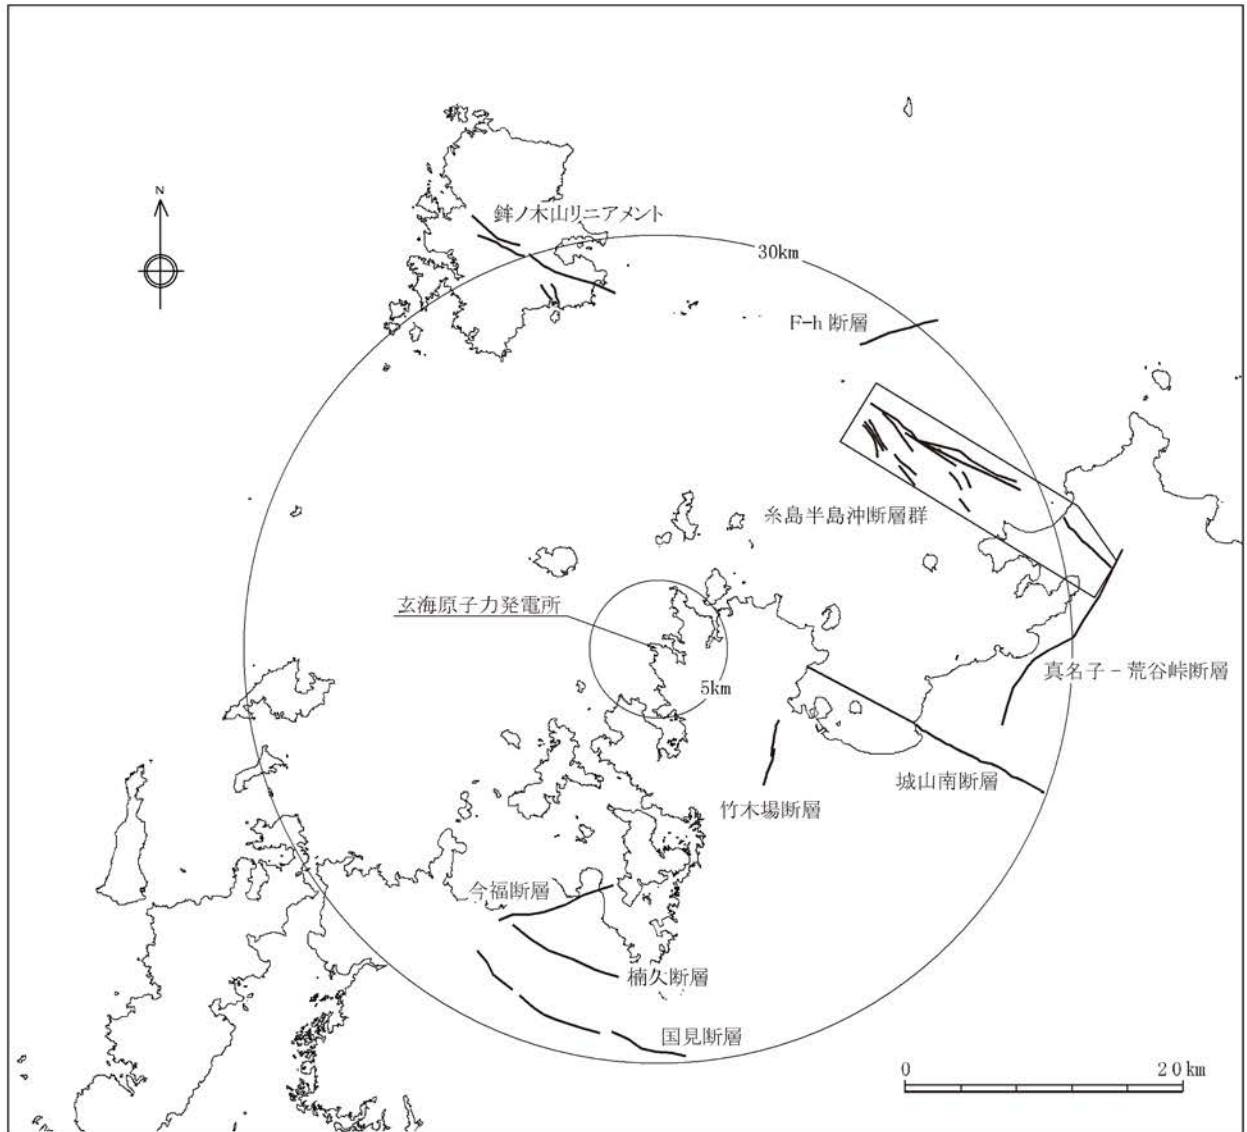 鉾ノ木山リニアメント
N
30km
F-h 断層
糸島半島沖断層群
玄海原子力発電所
5km
真名子－荒谷峠断層
城山南断層
竹木場断層
今福断層
楠久断層
国見断層
0
20km